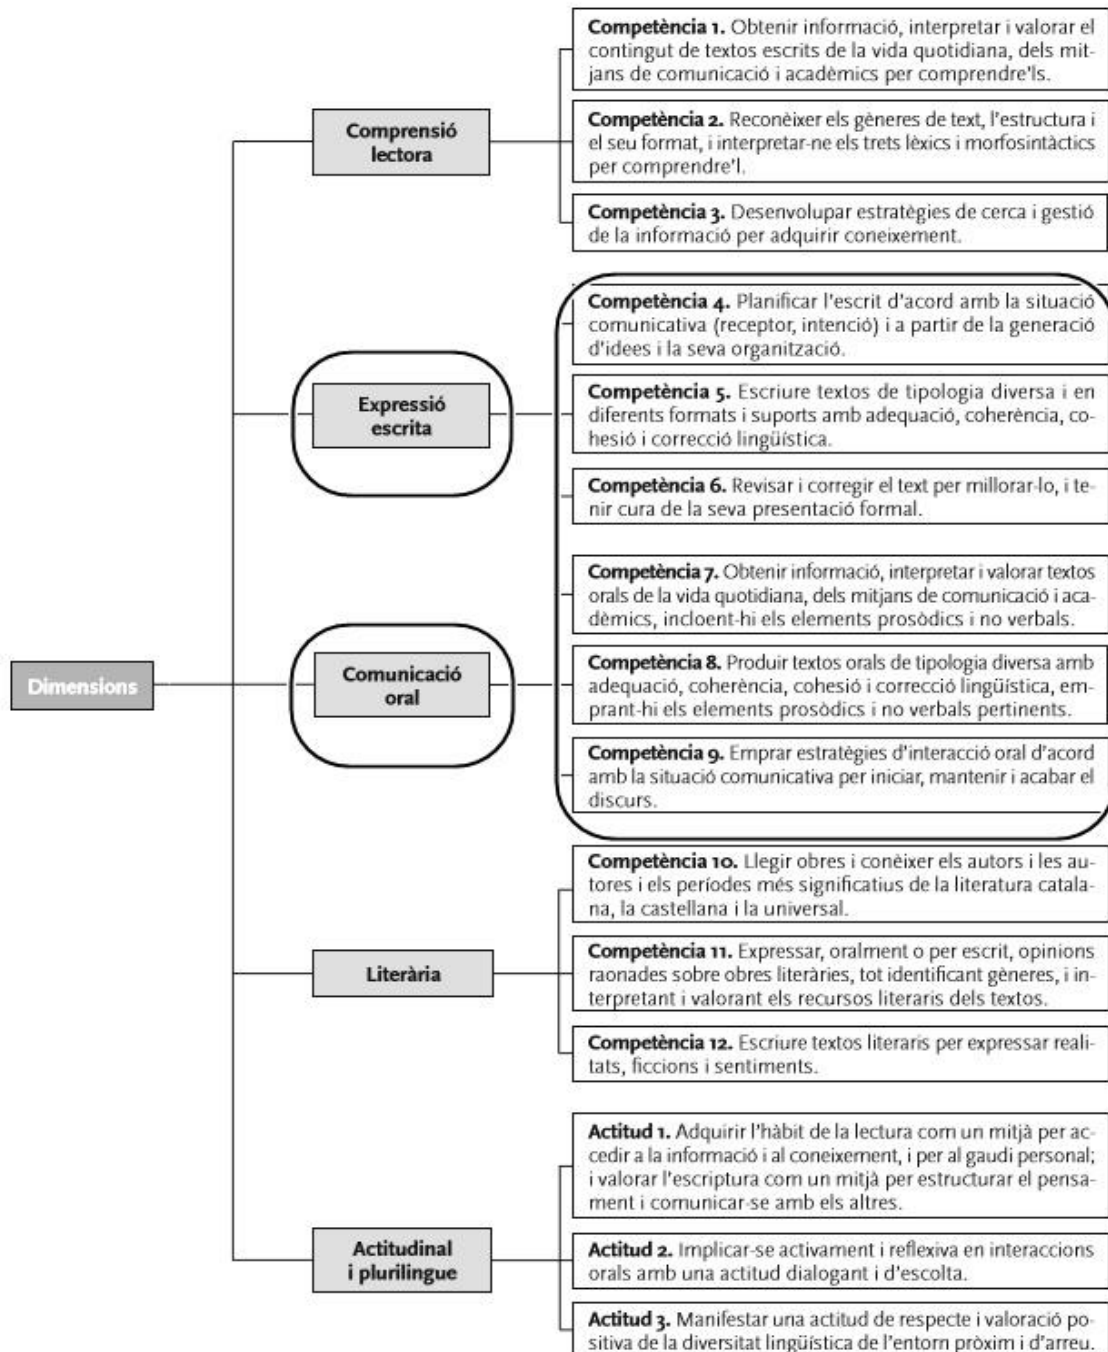 Competència 1. Obtenir informació, interpretar i valorar el
contingut de textos escrits de la vida quotidiana, dels mit-
jans de comunicació i acadèmics per comprendre'ls.
Comprensió
lectora
Competència 2. Reconèixer els gèneres de text, l'estructura i
el seu format, i interpretar-ne els trets lèxics i morfosintàctics
per comprendre'l.
Competència 3. Desenvolupar estratègies de cerca i gestió
de la informació per adquirir coneixement.
Competència 4. Planificar l'escrit d'acord amb la situació
comunicativa (receptor, intenció) i a partir de la generació
d'idees i la seva organització.
Expressió
escrita
Competència 5. Escriure textos de tipologia diversa i en
diferents formats i suports amb adequació, coherència, co-
hesió i correcció lingüística.
Competència 6. Revisar i corregir el text per millorar-lo, i te-
nir cura de la seva presentació formal.
Competència 7. Obtenir informació, interpretar i valorar textos
orals de la vida quotidiana, dels mitjans de comunicació i aca-
dèmics, incloent-hi els elements prosòdics i no verbals.
Dimensions
Comunicació
oral
Competència 8. Produir textos orals de tipologia diversa amb
adequació, coherència, cohesió i correcció lingüística, em-
prant-hi els elements prosòdics i no verbals pertinents.
Competència 9. Emprar estratègies d'interacció oral d'acord
amb la situació comunicativa per iniciar, mantenir i acabar el
discurs.
Competència 10. Llegir obres i conèixer els autors i les au-
tores i els períodes més significatius de la literatura catala-
na, la castellana i la universal.
Literària
Competència 11. Expressar, oralment o per escrit, opinions
raonades sobre obres literàries, tot identificant gèneres, i in-
terpretant i valorant els recursos literaris dels textos.
Competència 12. Escriure textos literaris per expressar reali-
tats, ficcions i sentiments.
Actitud 1. Adquirir l'hàbit de la lectura com un mitjà per ac-
cedir a la informació i al coneixement, i per al gaudi personal;
i valorar l'escriptura com un mitjà per estructurar el pensa-
ment i comunicar-se amb els altres.
Actitudinal
i plurilingue
Actitud 2. Implicar-se activament i reflexiva en interaccions
orals amb una actitud dialogant i d'escolta.
Actitud 3. Manifestar una actitud de respecte i valoració po-
sitiva de la diversitat lingüística de l'entorn pròxim i d'arreu.